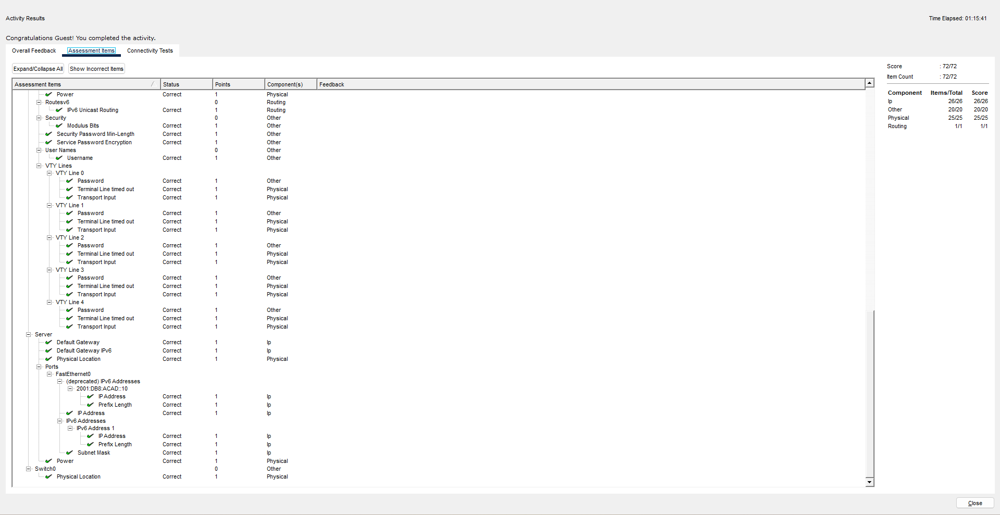 Activity Results
Time Elapsed: 01:15:41
Congratulations Guest! You completed the activity.
Overall Feedback Assessment Items Connectivity Tests
Expand/Collapse All Show Incorrect Items
Assessment Items Status Points Component(s) Feedback
Power Correct 1 Physical
Routesv6 0 Routing
IPv6 Unicast Routing Correct 1 Routing
Security 0 Other
Modulus Bits Correct 1 Other
Security Password Min-Length Correct 1 Other
Service Password Encryption Correct 1 Other
User Names 0 Other
Username Correct 1 Other
VTY Lines
VTY Line 0
Password Correct 1 Other
Terminal Line timed out Correct 1 Physical
Transport Input Correct 1 Physical
VTY Line 1
Password Correct 1 Other
Terminal Line timed out Correct 1 Physical
Transport Input Correct 1 Physical
VTY Line 2
Password Correct 1 Other
Terminal Line timed out Correct 1 Physical
Transport Input Correct 1 Physical
VTY Line 3
Password Correct 1 Other
Terminal Line timed out Correct 1 Physical
Transport Input Correct 1 Physical
VTY Line 4
Password Correct 1 Other
Terminal Line timed out Correct 1 Physical
Transport Input Correct 1 Physical
Server
Default Gateway Correct 1 Ip
Default Gateway IPv6 Correct 1 Ip
Physical Location Correct 1 Physical
Ports
FastEthernet0
(deprecated) IPv6 Addresses
2001:DB8:ACAD::10
IP Address Correct 1 Ip
Prefix Length Correct 1 Ip
IP Address Correct 1 Ip
IPv6 Addresses
IPv6 Address 1
IP Address Correct 1 Ip
Prefix Length Correct 1 Ip
Subnet Mask Correct 1 Ip
Power Correct 1 Physical
Switch0 0 Other
Physical Location Correct 1 Physical
Score : 72/72
Item Count : 72/72
Component Items/Total Score
Ip 26/26 26/26
Other 20/20 20/20
Physical 25/25 25/25
Routing 1/1 1/1
Close